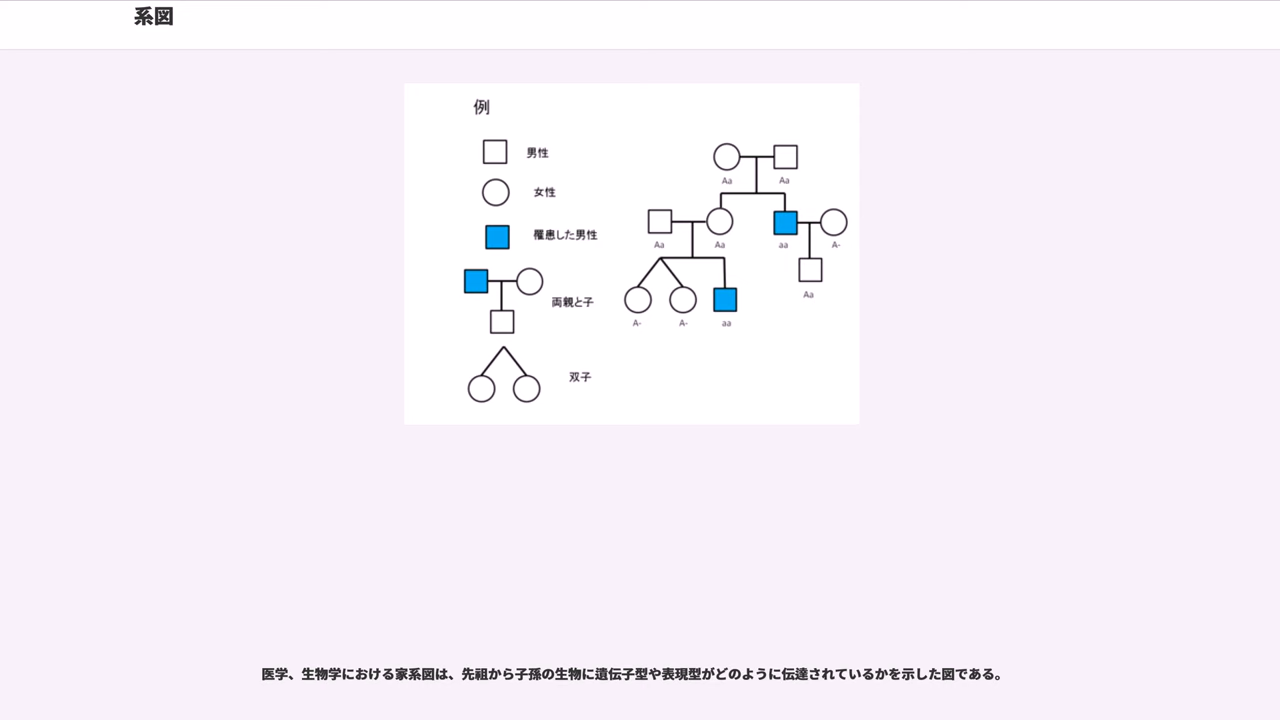 系図
例
男性
女性
罹患した男性
両親と子
双子
Aa
Aa
Aa
Aa
aa
A-
Aa
A-
A-
aa
医学、生物学における家系図は、先祖から子孫の生物に遺伝子型や表現型がどのように伝達されているかを示した図である。